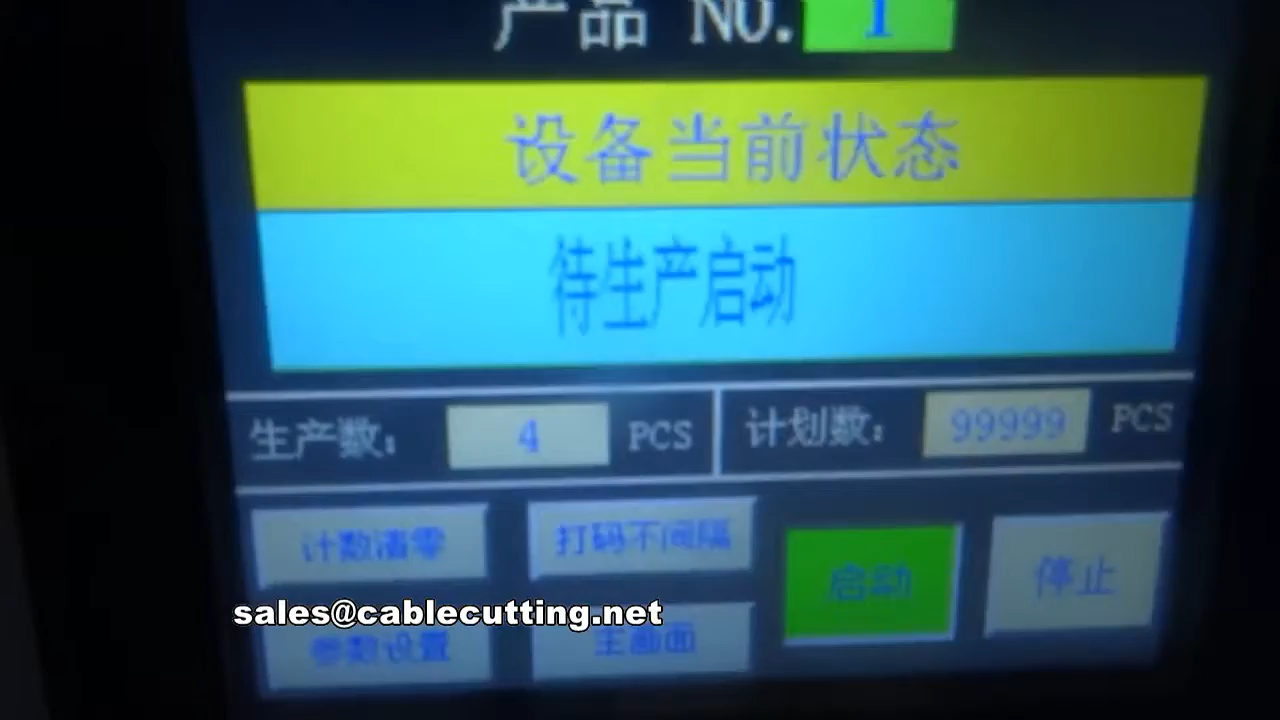 产品 NO. 1
设备当前状态
待生产启动
生产数: 4 PCS
计划数: 99999 PCS
计数清零
打码不间隔
启动
停止
sales@cablecutting.net
参数设置
主画面